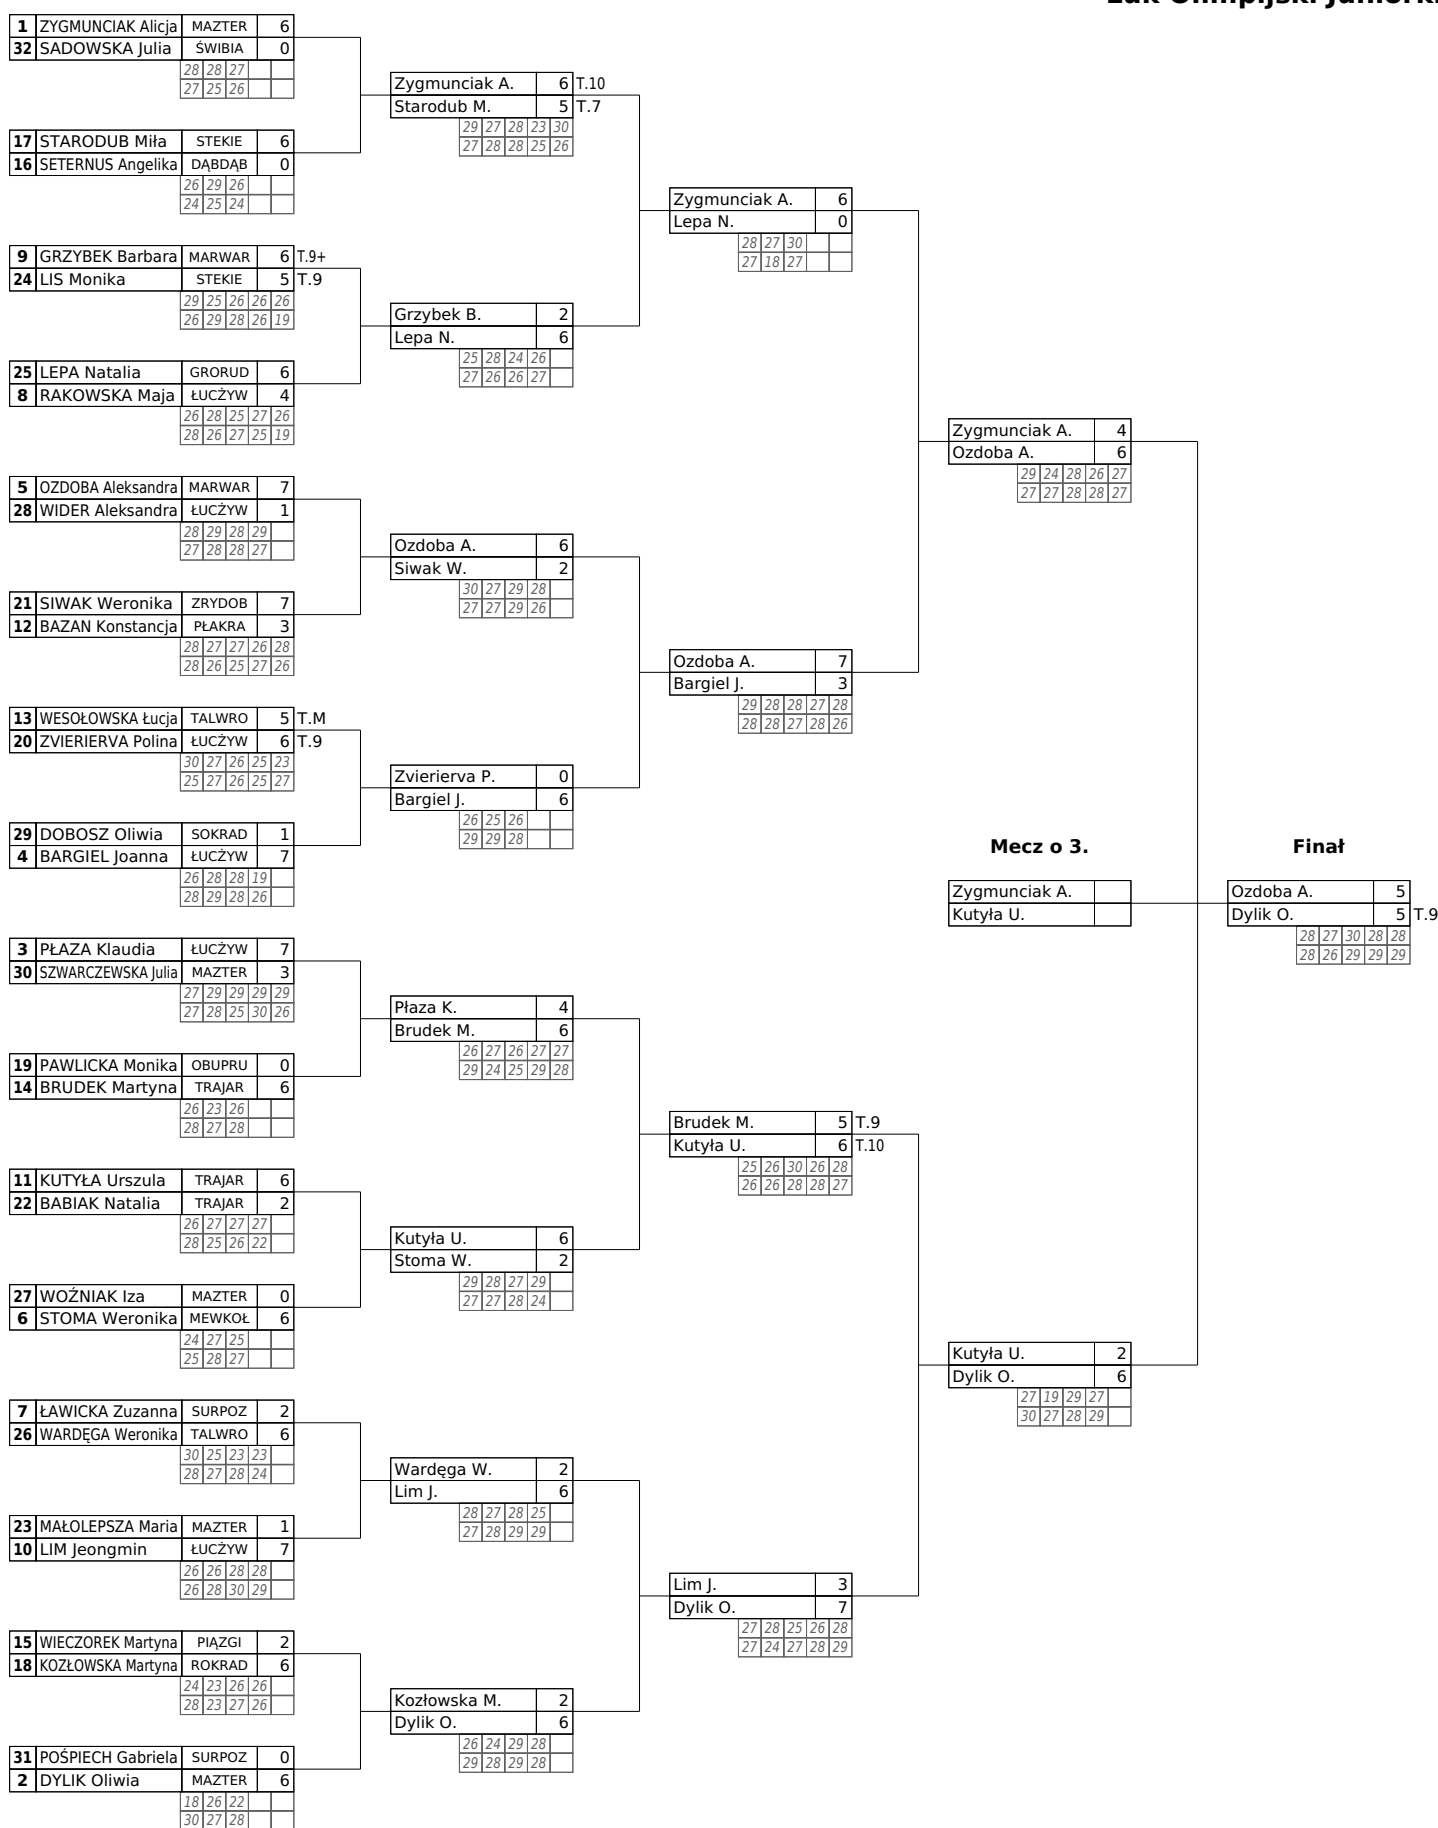 1 ZYGMUNCIAK Alicja MAZTER 6
32 SADOWSKA Julia ŚWIBIA 0
28 28 27
27 25 26
17 STARODUB Miła STEKIE 6
16 SETERNUS Angelika DĄBDĄB 0
26 29 26
24 25 24
9 GRZYBEK Barbara MARWAR 6 T.9+
24 LIS Monika STEKIE 5 T.9
29 25 26 26 26
26 29 28 26 19
25 LEPA Natalia GRORUD 6
8 RAKOWSKA Maja ŁUCŻYW 4
26 28 25 27 26
28 26 27 25 19
5 OZDOBA Aleksandra MARWAR 7
28 WIDER Aleksandra ŁUCŻYW 1
28 29 28 29
27 28 28 27
21 SIWAK Weronika ZRYDOB 7
12 BAZAN Konstancja PŁAKRA 3
28 27 27 26 28
28 26 25 27 26
13 WESOŁOWSKA Łucja TALWRO 5 T.M
20 ZVIERIERVA Polina ŁUCŻYW 6 T.9
30 27 26 25 23
25 27 26 25 27
29 DOBOSZ Oliwia SOKRAD 1
4 BARGIEL Joanna ŁUCŻYW 7
26 28 28 19
28 29 28 26
3 PŁAZA Klaudia ŁUCŻYW 7
30 SZWARCZEWSKA Julia MAZTER 3
27 29 29 29 29
27 28 25 30 26
19 PAWLICKA Monika OBUPRU 0
14 BRUDEK Martyna TRAJAR 6
26 23 26
28 27 28
11 KUTYŁA Urszula TRAJAR 6
22 BABIAK Natalia TRAJAR 2
26 27 27 27
28 25 26 22
27 WOŹNIAK Iza MAZTER 0
6 STOMA Weronika MEWKOŁ 6
24 27 25
25 28 27
7 ŁAWICKA Zuzanna SURPOZ 2
26 WARDĘGA Weronika TALWRO 6
30 25 23 23
28 27 28 24
23 MAŁOLEPSZA Maria MAZTER 1
10 LIM Jeongmin ŁUCŻYW 7
26 26 28 28
26 28 30 29
15 WIECZOREK Martyna PIĄZGI 2
18 KOZŁOWSKA Martyna ROKRAD 6
24 23 26 26
28 23 27 26
31 POŚPIECH Gabriela SURPOZ 0
2 DYLIK Oliwia MAZTER 6
18 26 22
30 27 28
Zygmunciak A. 6 T.10
Starodub M. 5 T.7
29 27 28 23 30
27 28 28 25 26
Grzybek B. 2
Lepa N. 6
25 28 24 26
27 26 26 27
Ozdoba A. 6
Siwak W. 2
30 27 29 28
27 27 29 26
Zvierierva P. 0
Bargiel J. 6
26 25 26
29 29 28
Płaza K. 4
Brudek M. 6
26 27 26 27 27
29 24 25 29 28
Kutyła U. 6
Stoma W. 2
29 28 27 29
27 27 28 24
Wardęga W. 2
Lim J. 6
28 27 28 25
27 28 29 29
Kozłowska M. 2
Dylik O. 6
26 24 29 28
29 28 29 28
Zygmunciak A. 6
Lepa N. 0
28 27 30
27 18 27
Ozdoba A. 7
Bargiel J. 3
29 28 28 27 28
28 28 27 28 26
Brudek M. 5 T.9
Kutyła U. 6 T.10
25 26 30 26 28
26 26 28 28 27
Lim J. 3
Dylik O. 7
27 28 25 26 28
27 24 27 28 29
Zygmunciak A. 4
Ozdoba A. 6
29 24 28 26 27
27 27 28 28 27
Kutyła U. 2
Dylik O. 6
27 19 29 27
30 27 28 29
Mecz o 3.
Zygmunciak A.
Kutyła U.
Finał
Ozdoba A. 5
Dylik O. 5 T.9
28 27 30 28 28
28 26 29 29 29